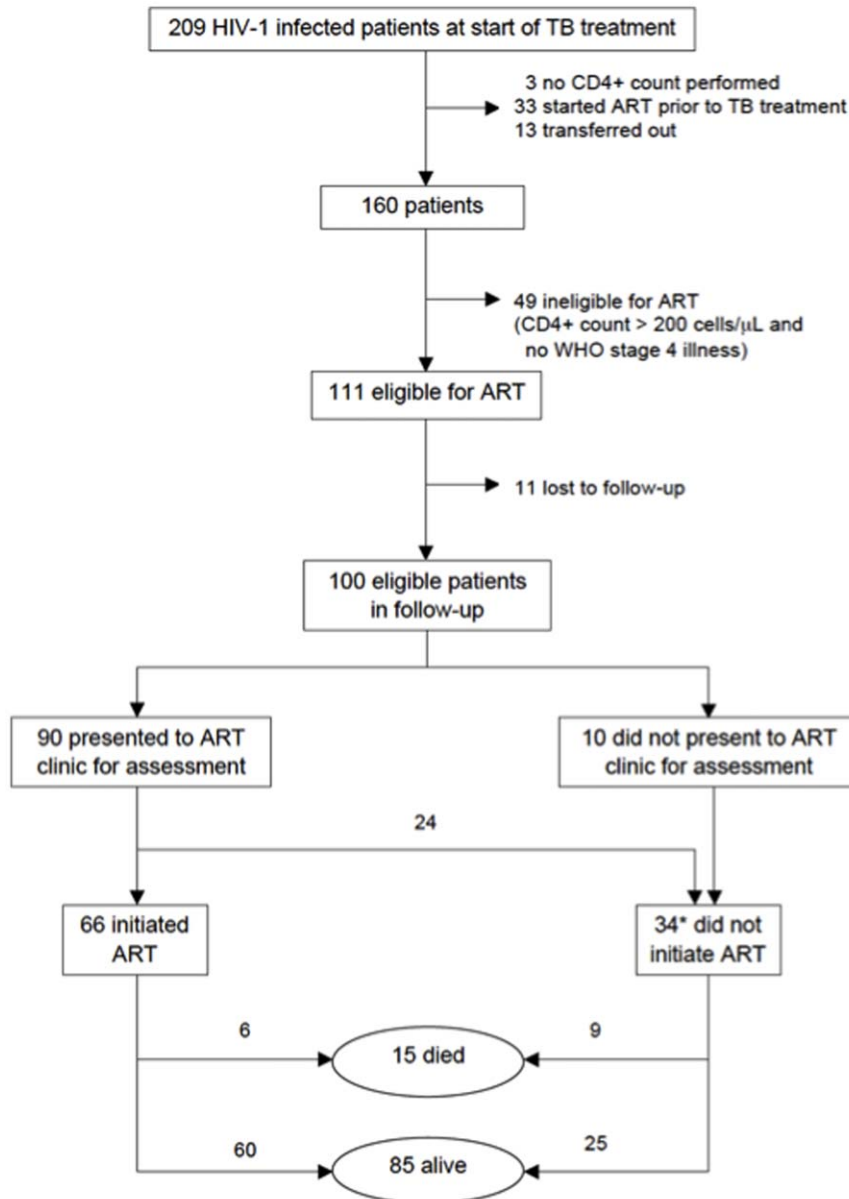 209 HIV-1 infected patients at start of TB treatment
3 no CD4+ count performed
33 started ART prior to TB treatment
13 transferred out
160 patients
49 ineligible for ART
(CD4+ count > 200 cells/μL and
no WHO stage 4 illness)
111 eligible for ART
11 lost to follow-up
100 eligible patients
in follow-up
90 presented to ART
clinic for assessment
10 did not present to ART
clinic for assessment
24
66 initiated
ART
34* did not
initiate ART
6
15 died
9
60
85 alive
25